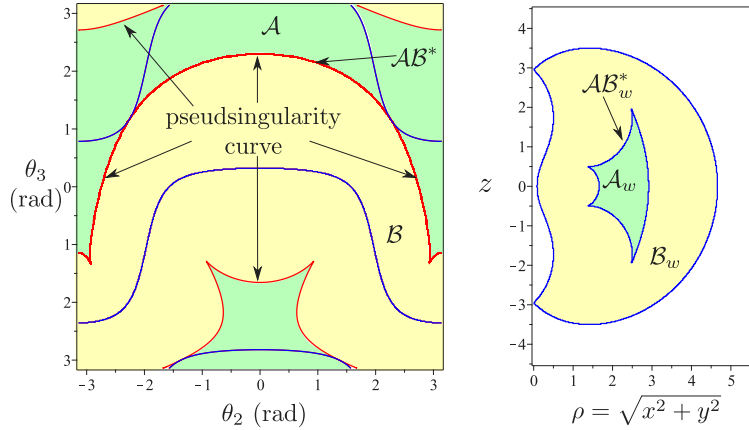 3
2
1
0
1
2
3
θ₃
(rad)
𝒜
𝒜ℬ*
pseudsingularity
curve
ℬ
−3 −2 −1 0 1 2 3
θ₂ (rad)
4
3
2
1
0
−1
−2
−3
−4
z
𝒜ℬ*w
𝒜w
ℬw
0 1 2 3 4 5
ρ = √x² + y²